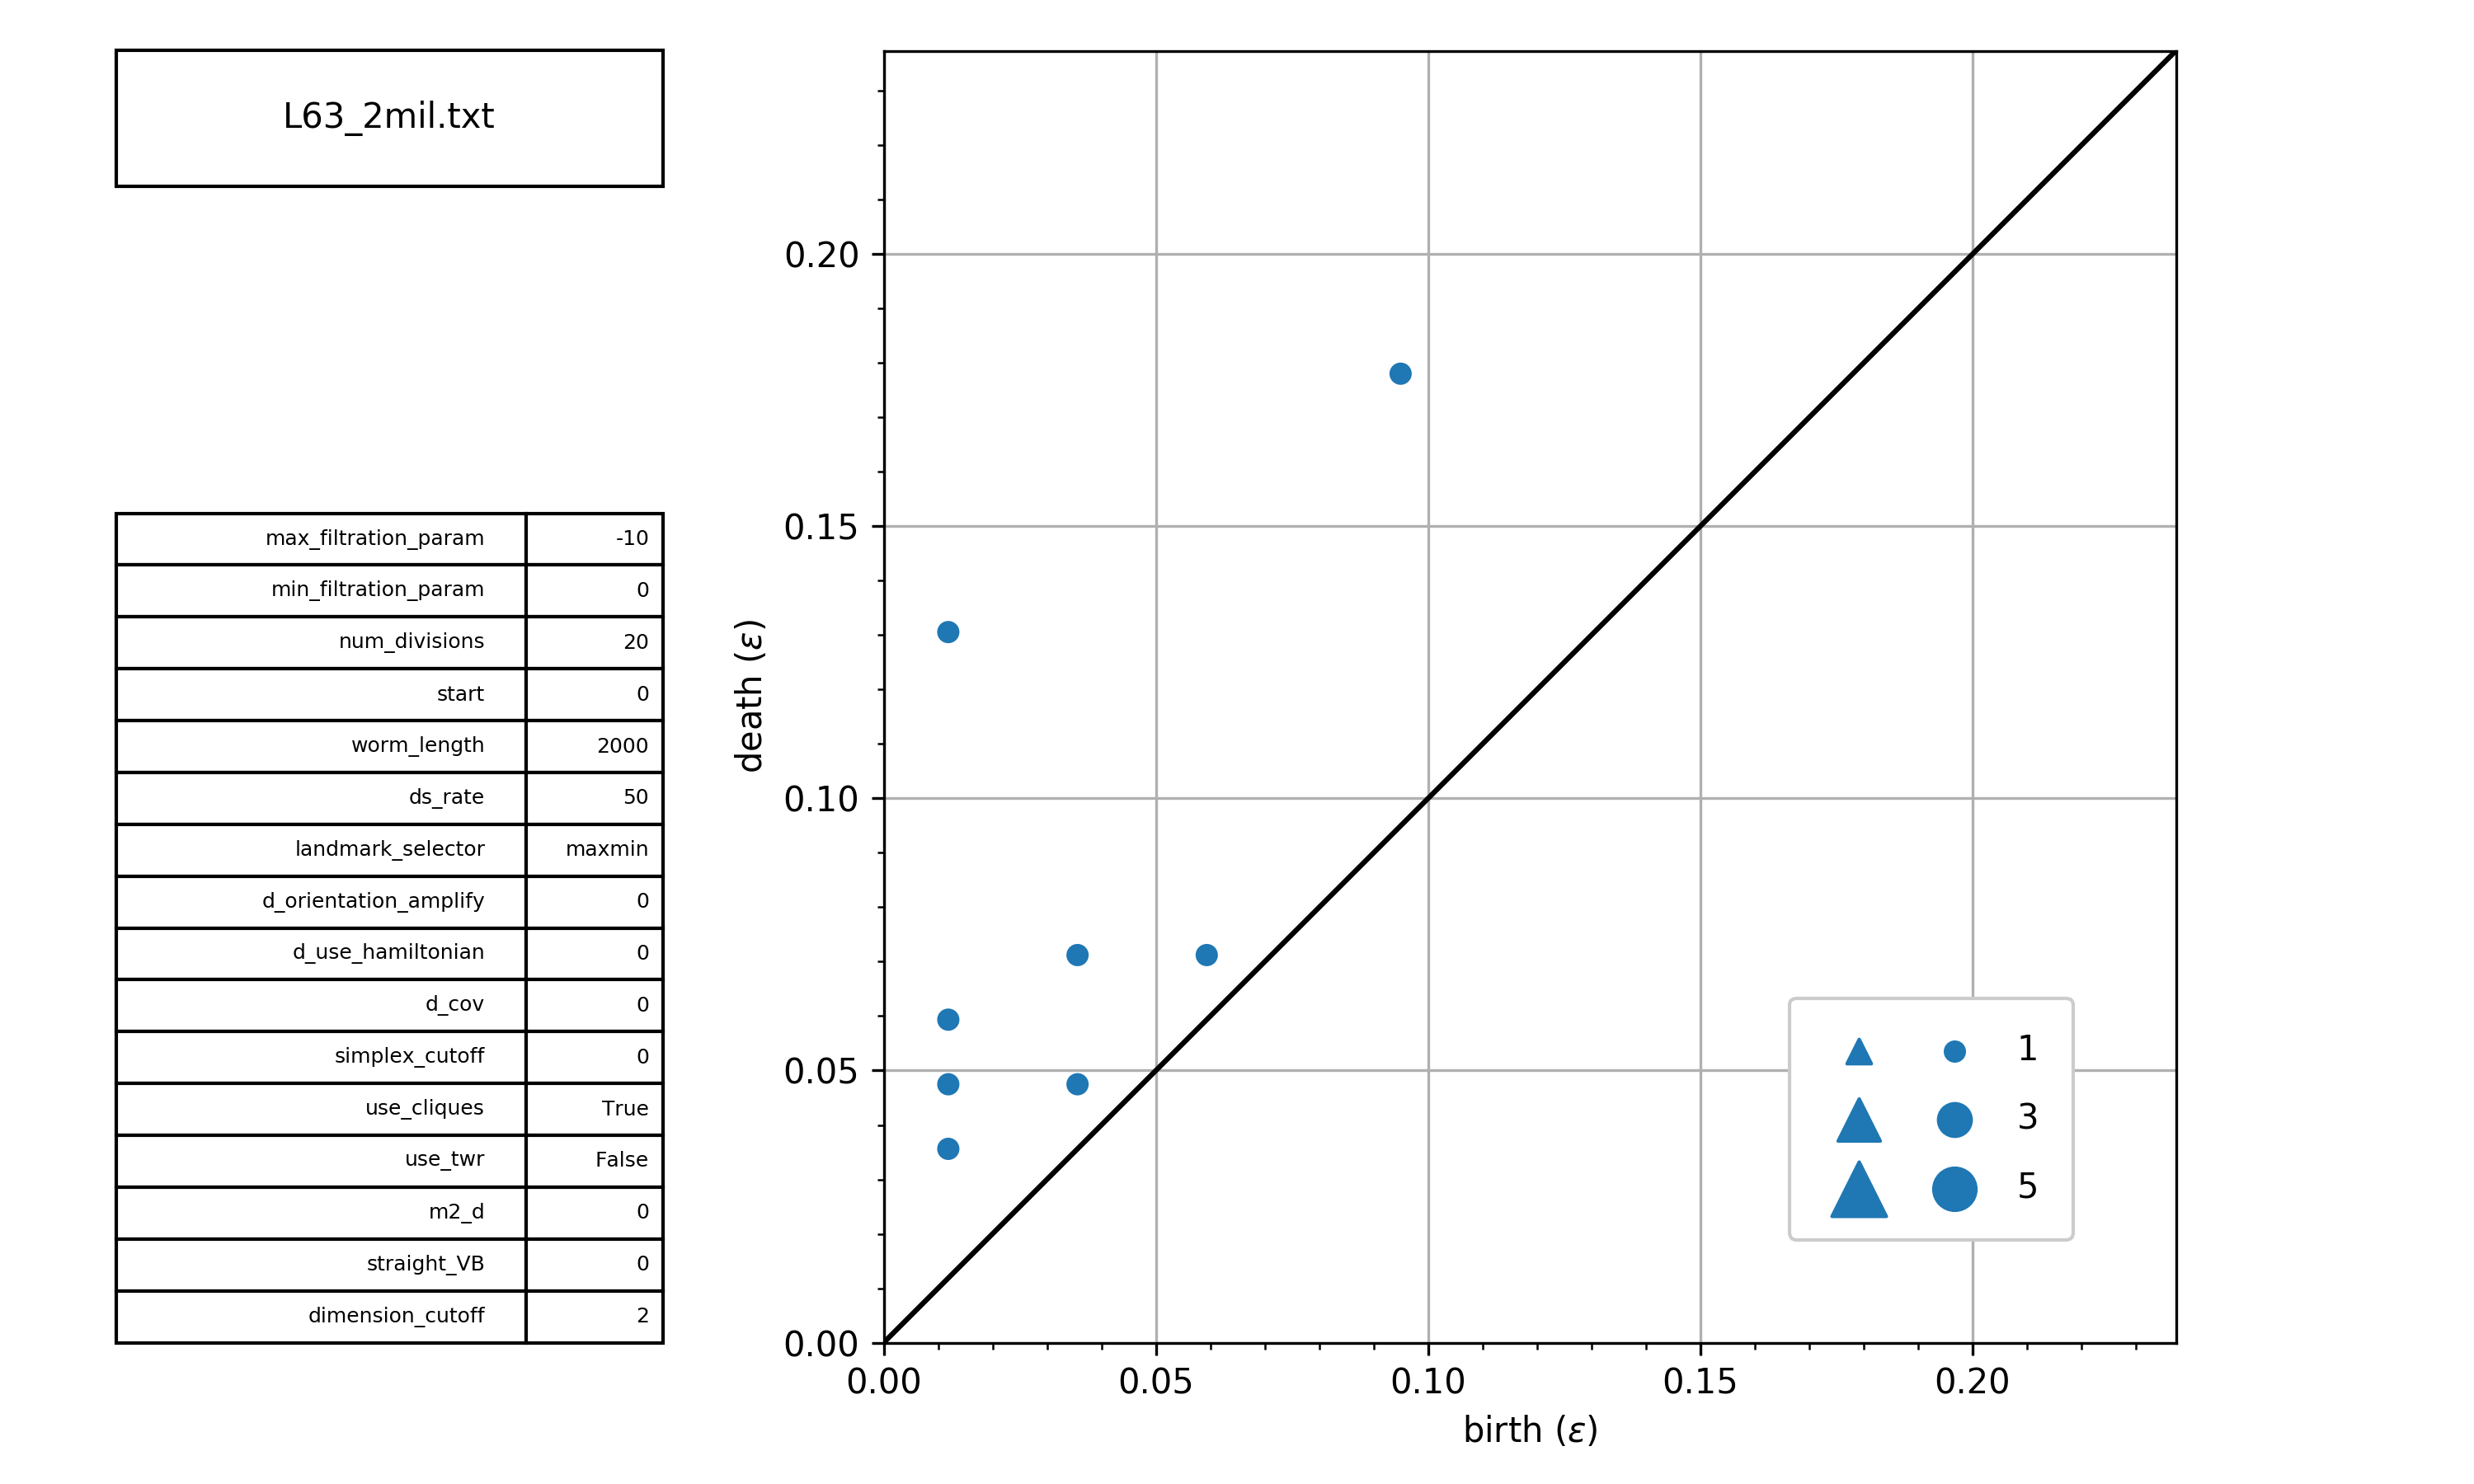 L63_2mil.txt
max_filtration_param -10
min_filtration_param 0
num_divisions 20
start 0
worm_length 2000
ds_rate 50
landmark_selector maxmin
d_orientation_amplify 0
d_use_hamiltonian 0
d_cov 0
simplex_cutoff 0
use_cliques True
use_twr False
m2_d 0
straight_VB 0
dimension_cutoff 2
death (ε)
0.20
0.15
0.10
0.05
0.00
0.00 0.05 0.10 0.15 0.20
birth (ε)
1
3
5